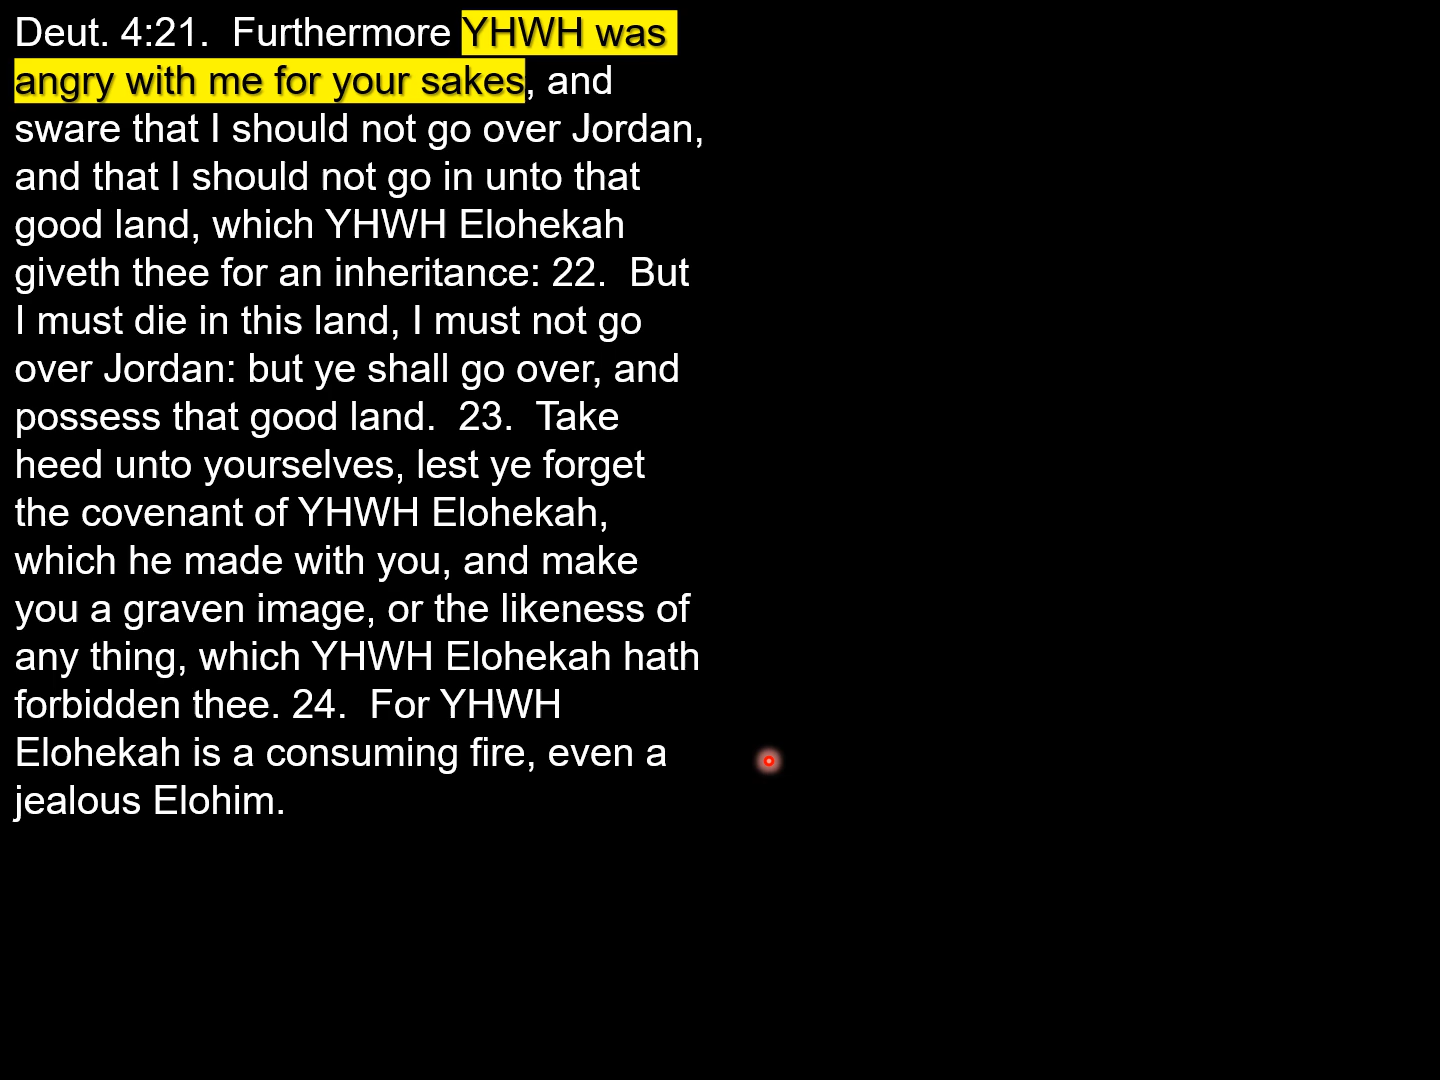 Deut. 4:21.  Furthermore YHWH was
angry with me for your sakes, and
sware that I should not go over Jordan,
and that I should not go in unto that
good land, which YHWH Elohekah
giveth thee for an inheritance: 22.  But
I must die in this land, I must not go
over Jordan: but ye shall go over, and
possess that good land.  23.  Take
heed unto yourselves, lest ye forget
the covenant of YHWH Elohekah,
which he made with you, and make
you a graven image, or the likeness of
any thing, which YHWH Elohekah hath
forbidden thee. 24.  For YHWH
Elohekah is a consuming fire, even a
jealous Elohim.